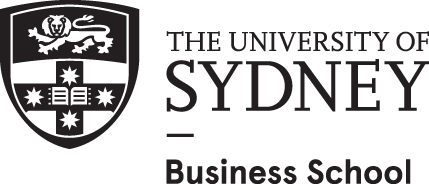 THE UNIVERSITY OF
SYDNEY
Business School